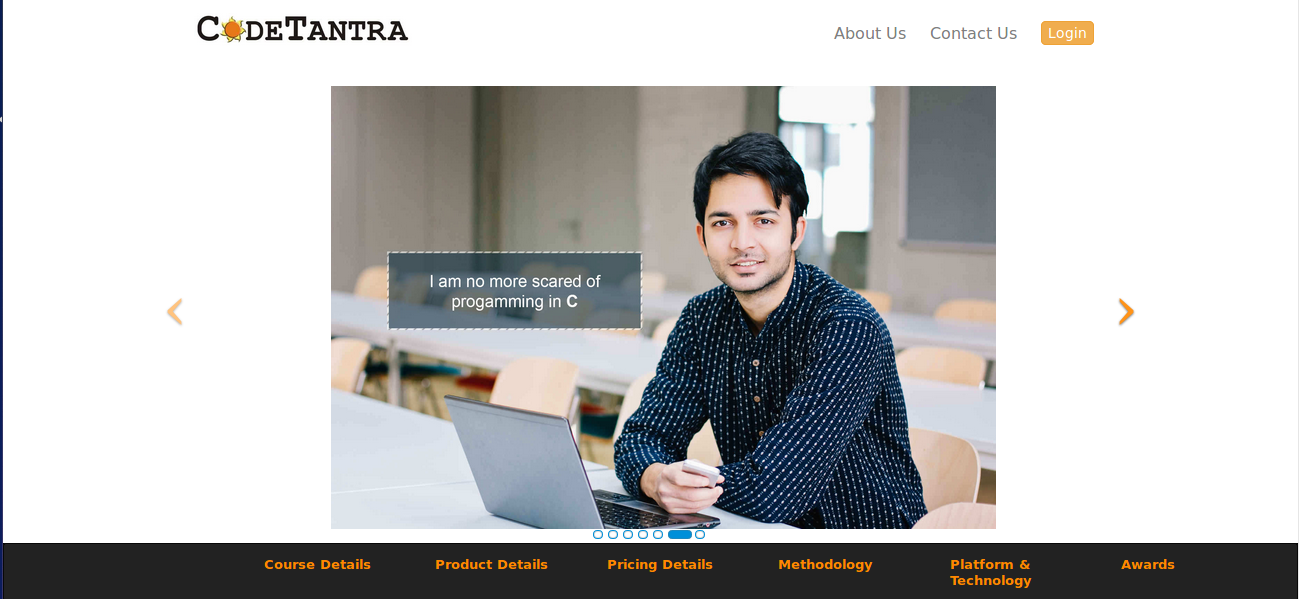 CODETANTRA
About Us
Contact Us
Login
I am no more scared of
progamming in C
Course Details
Product Details
Pricing Details
Methodology
Platform &
Technology
Awards